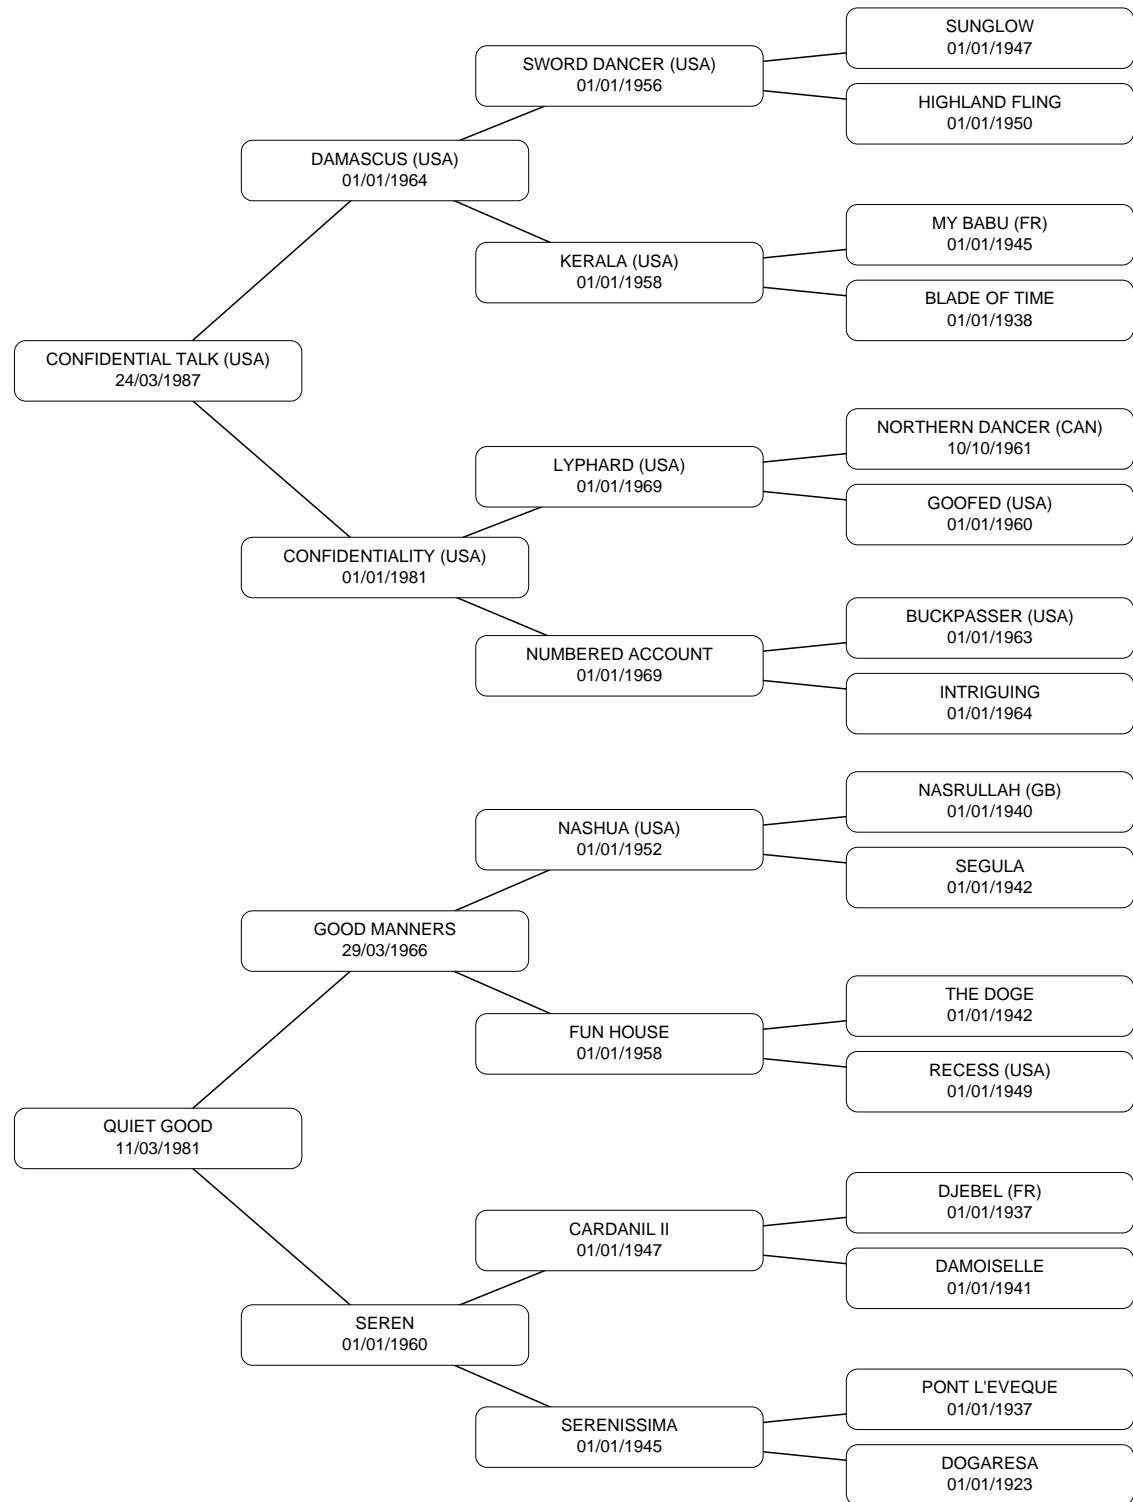 SUNGLOW
01/01/1947
SWORD DANCER (USA)
01/01/1956
HIGHLAND FLING
01/01/1950
DAMASCUS (USA)
01/01/1964
MY BABU (FR)
01/01/1945
KERALA (USA)
01/01/1958
BLADE OF TIME
01/01/1938
CONFIDENTIAL TALK (USA)
24/03/1987
NORTHERN DANCER (CAN)
10/10/1961
LYPHARD (USA)
01/01/1969
GOOFED (USA)
01/01/1960
CONFIDENTIALITY (USA)
01/01/1981
BUCKPASSER (USA)
01/01/1963
NUMBERED ACCOUNT
01/01/1969
INTRIGUING
01/01/1964
NASRULLAH (GB)
01/01/1940
NASHUA (USA)
01/01/1952
SEGULA
01/01/1942
GOOD MANNERS
29/03/1966
THE DOGE
01/01/1942
FUN HOUSE
01/01/1958
RECESS (USA)
01/01/1949
QUIET GOOD
11/03/1981
DJEBEL (FR)
01/01/1937
CARDANIL II
01/01/1947
DAMOISELLE
01/01/1941
SEREN
01/01/1960
PONT L'EVEQUE
01/01/1937
SERENISSIMA
01/01/1945
DOGARESA
01/01/1923